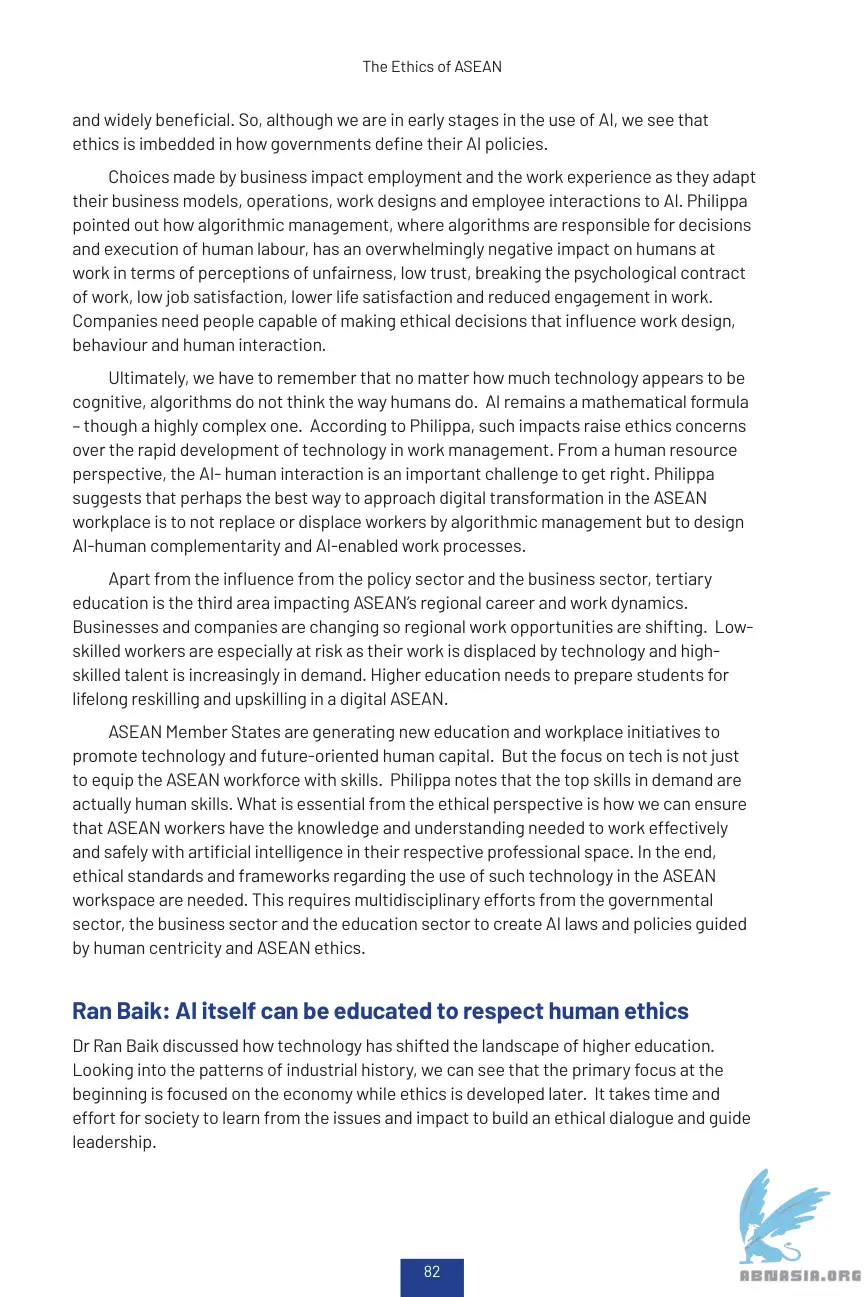 The Ethics of ASEAN
and widely beneficial. So, although we are in early stages in the use of AI, we see that
ethics is imbedded in how governments define their AI policies.
Choices made by business impact employment and the work experience as they adapt
their business models, operations, work designs and employee interactions to AI. Philippa
pointed out how algorithmic management, where algorithms are responsible for decisions
and execution of human labour, has an overwhelmingly negative impact on humans at
work in terms of perceptions of unfairness, low trust, breaking the psychological contract
of work, low job satisfaction, lower life satisfaction and reduced engagement in work.
Companies need people capable of making ethical decisions that influence work design,
behaviour and human interaction.
Ultimately, we have to remember that no matter how much technology appears to be
cognitive, algorithms do not think the way humans do.  AI remains a mathematical formula
– though a highly complex one.  According to Philippa, such impacts raise ethics concerns
over the rapid development of technology in work management. From a human resource
perspective, the AI- human interaction is an important challenge to get right. Philippa
suggests that perhaps the best way to approach digital transformation in the ASEAN
workplace is to not replace or displace workers by algorithmic management but to design
AI-human complementarity and AI-enabled work processes.
Apart from the influence from the policy sector and the business sector, tertiary
education is the third area impacting ASEAN's regional career and work dynamics.
Businesses and companies are changing so regional work opportunities are shifting.  Low-
skilled workers are especially at risk as their work is displaced by technology and high-
skilled talent is increasingly in demand. Higher education needs to prepare students for
lifelong reskilling and upskilling in a digital ASEAN.
ASEAN Member States are generating new education and workplace initiatives to
promote technology and future-oriented human capital.  But the focus on tech is not just
to equip the ASEAN workforce with skills.  Philippa notes that the top skills in demand are
actually human skills. What is essential from the ethical perspective is how we can ensure
that ASEAN workers have the knowledge and understanding needed to work effectively
and safely with artificial intelligence in their respective professional space. In the end,
ethical standards and frameworks regarding the use of such technology in the ASEAN
workspace are needed. This requires multidisciplinary efforts from the governmental
sector, the business sector and the education sector to create AI laws and policies guided
by human centricity and ASEAN ethics.
Ran Baik: AI itself can be educated to respect human ethics
Dr Ran Baik discussed how technology has shifted the landscape of higher education.
Looking into the patterns of industrial history, we can see that the primary focus at the
beginning is focused on the economy while ethics is developed later.  It takes time and
effort for society to learn from the issues and impact to build an ethical dialogue and guide
leadership.
82
ABNASIA.ORG